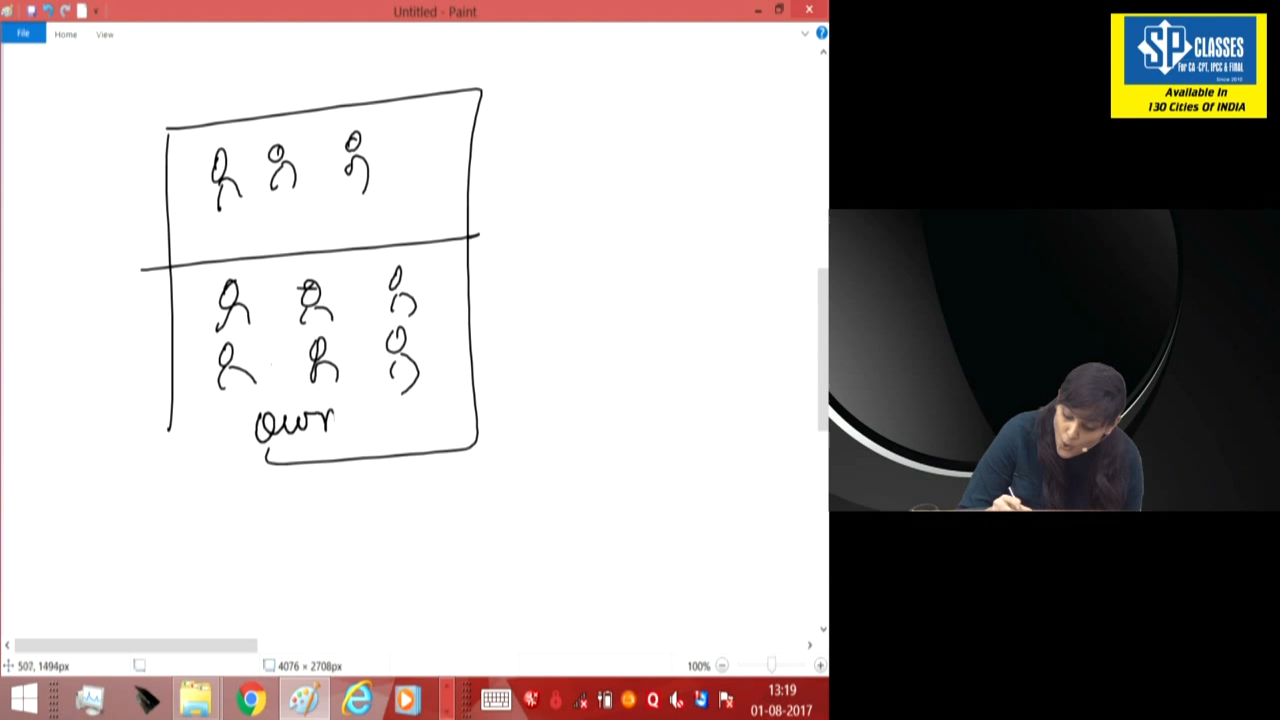 Untitled - Paint
File Home View
SP CLASSES
For CA -CPT, IPCC & FINAL
Since 2010
Available In
130 Cities Of INDIA
507, 1494px
4076 × 2708px
100%
13:19
01-08-2017